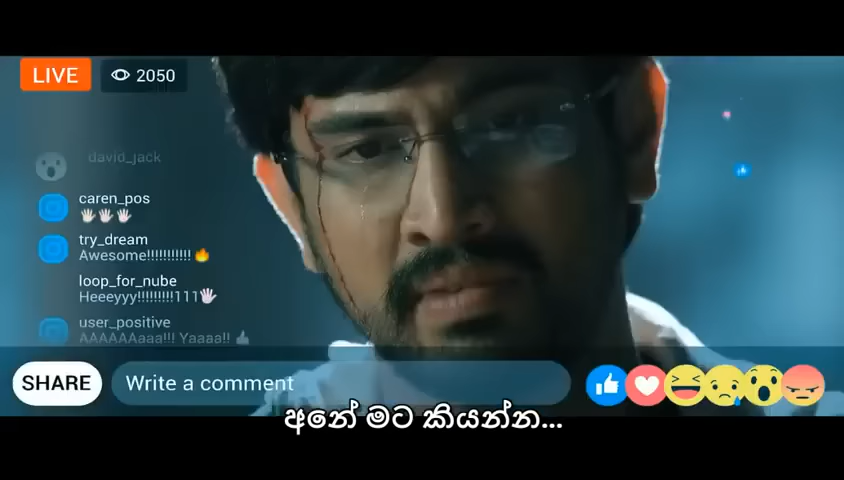 LIVE 2050
david_jack
caren_pos
try_dream
Awesome!!!!!!!!!!!
loop_for_nube
Heeeyyy!!!!!!!!!111
user_positive
AAAAAAaaa!!! Yaaaa!!
SHARE Write a comment
අනේ මට කියන්න...